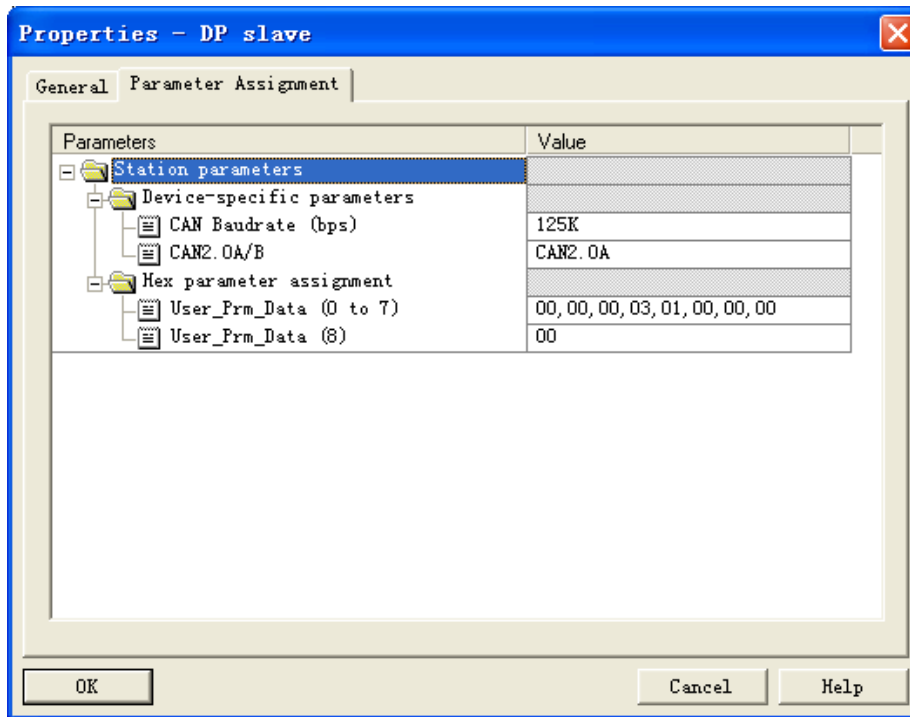 Properties - DP slave
General Parameter Assignment
Parameters Value
Station parameters
Device-specific parameters
CAN Baudrate (bps) 125K
CAN2.0A/B CAN2.0A
Hex parameter assignment
User_Prm_Data (0 to 7) 00,00,00,03,01,00,00,00
User_Prm_Data (8) 00
OK Cancel Help